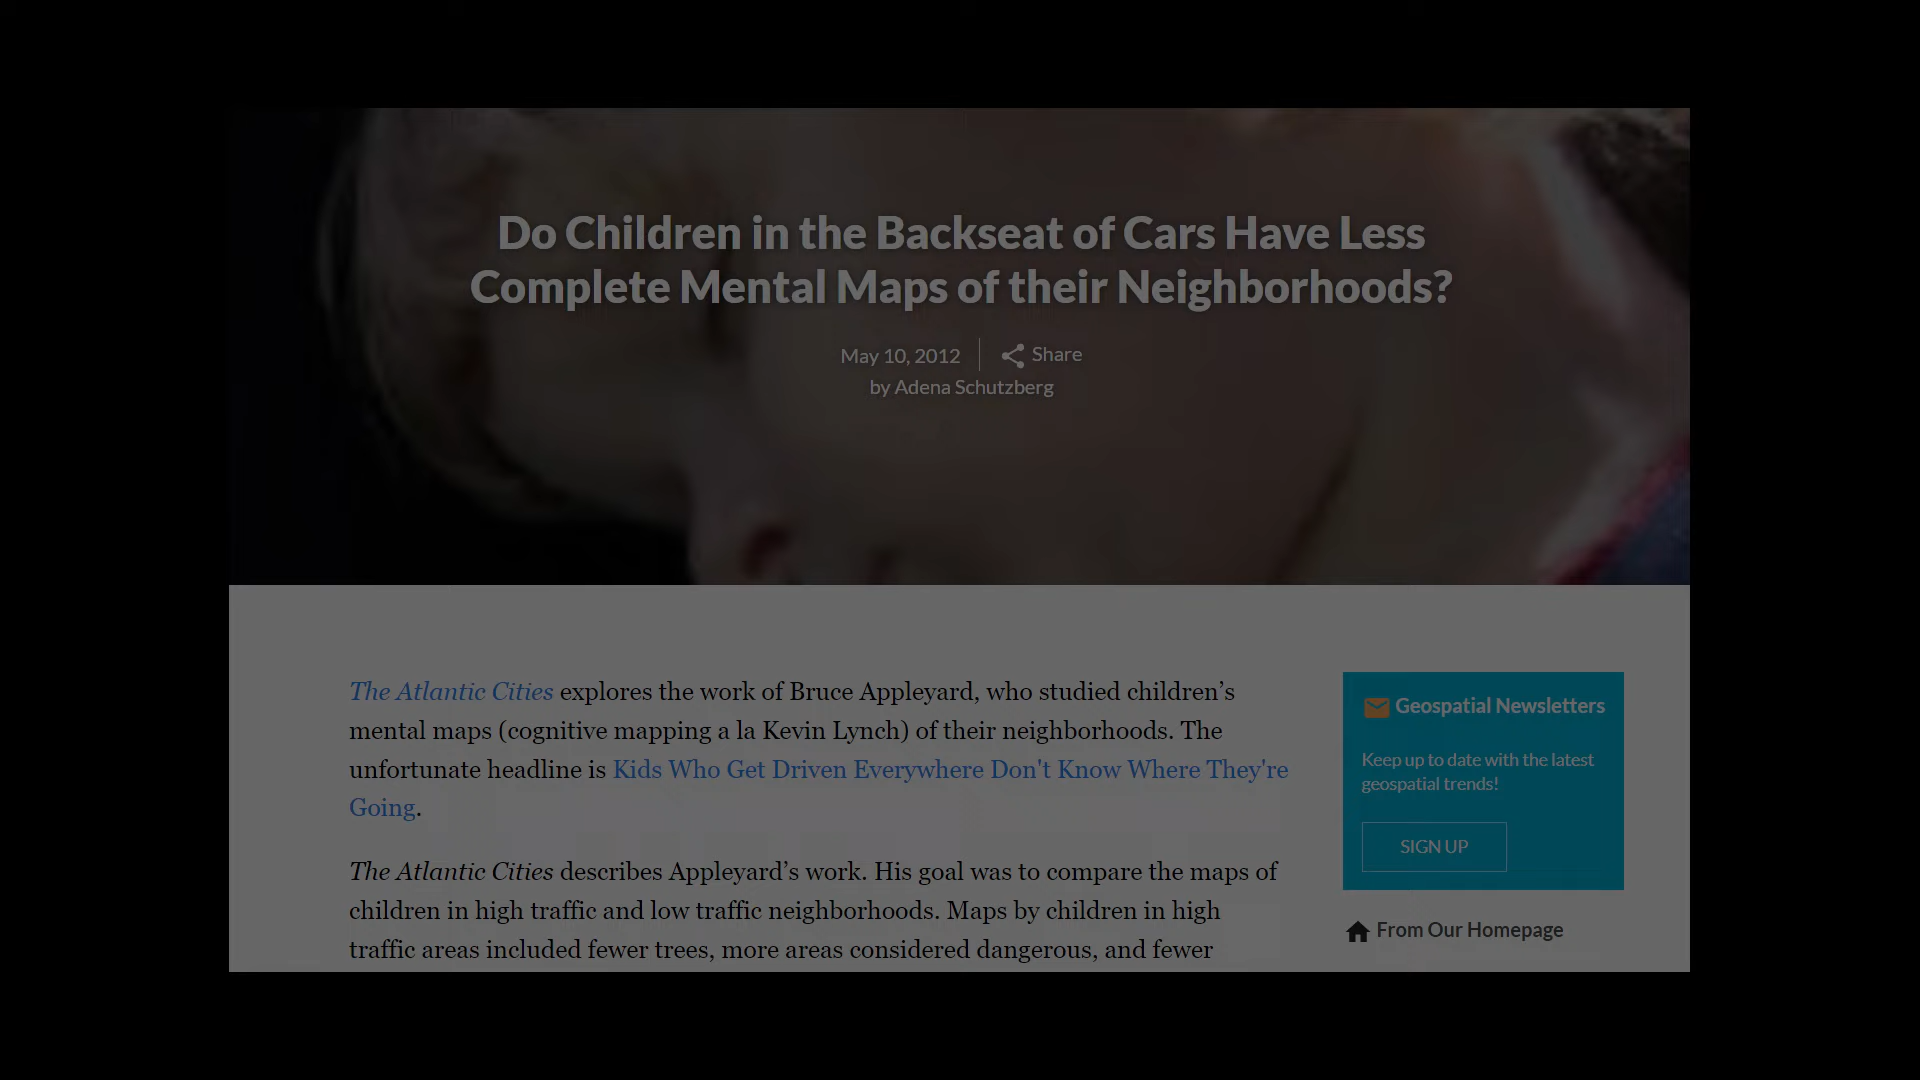 Do Children in the Backseat of Cars Have Less
Complete Mental Maps of their Neighborhoods?
May 10, 2012
Share
by Adena Schutzberg
The Atlantic Cities explores the work of Bruce Appleyard, who studied children’s
mental maps (cognitive mapping a la Kevin Lynch) of their neighborhoods. The
unfortunate headline is Kids Who Get Driven Everywhere Don't Know Where They're
Going.
The Atlantic Cities describes Appleyard’s work. His goal was to compare the maps of
children in high traffic and low traffic neighborhoods. Maps by children in high
traffic areas included fewer trees, more areas considered dangerous, and fewer
Geospatial Newsletters
Keep up to date with the latest
geospatial trends!
SIGN UP
From Our Homepage